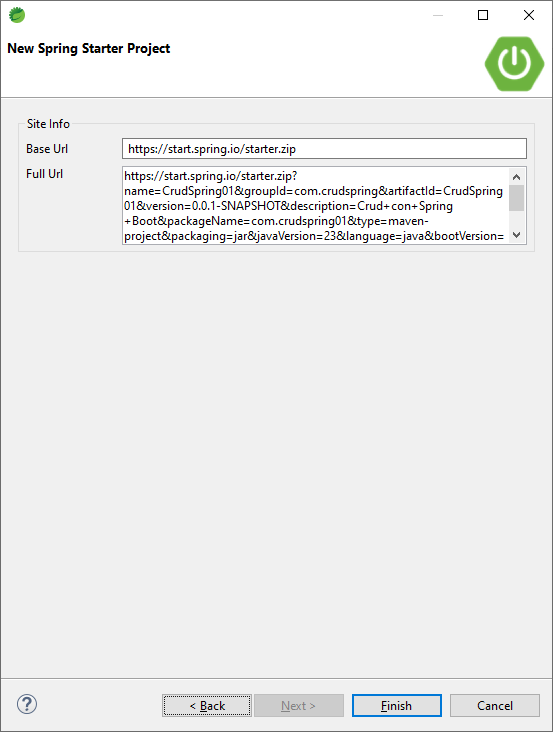 New Spring Starter Project
Site Info
Base Url
https://start.spring.io/starter.zip
Full Url
https://start.spring.io/starter.zip?
name=CrudSpring01&groupId=com.crudspring&artifactId=CrudSpring
01&version=0.0.1-SNAPSHOT&description=Crud+con+Spring
+Boot&packageName=com.crudspring01&type=maven-
project&packaging=jar&javaVersion=23&language=java&bootVersion=
?
< Back
Next >
Finish
Cancel